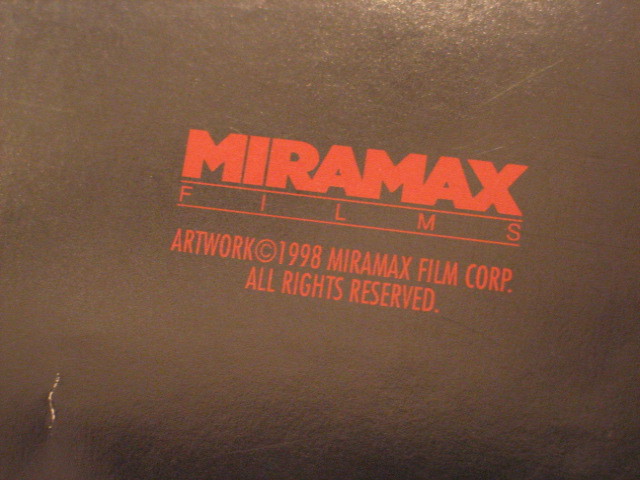 MIRAMAX
FILMS
ARTWORK©1998 MIRAMAX FILM CORP.
ALL RIGHTS RESERVED.